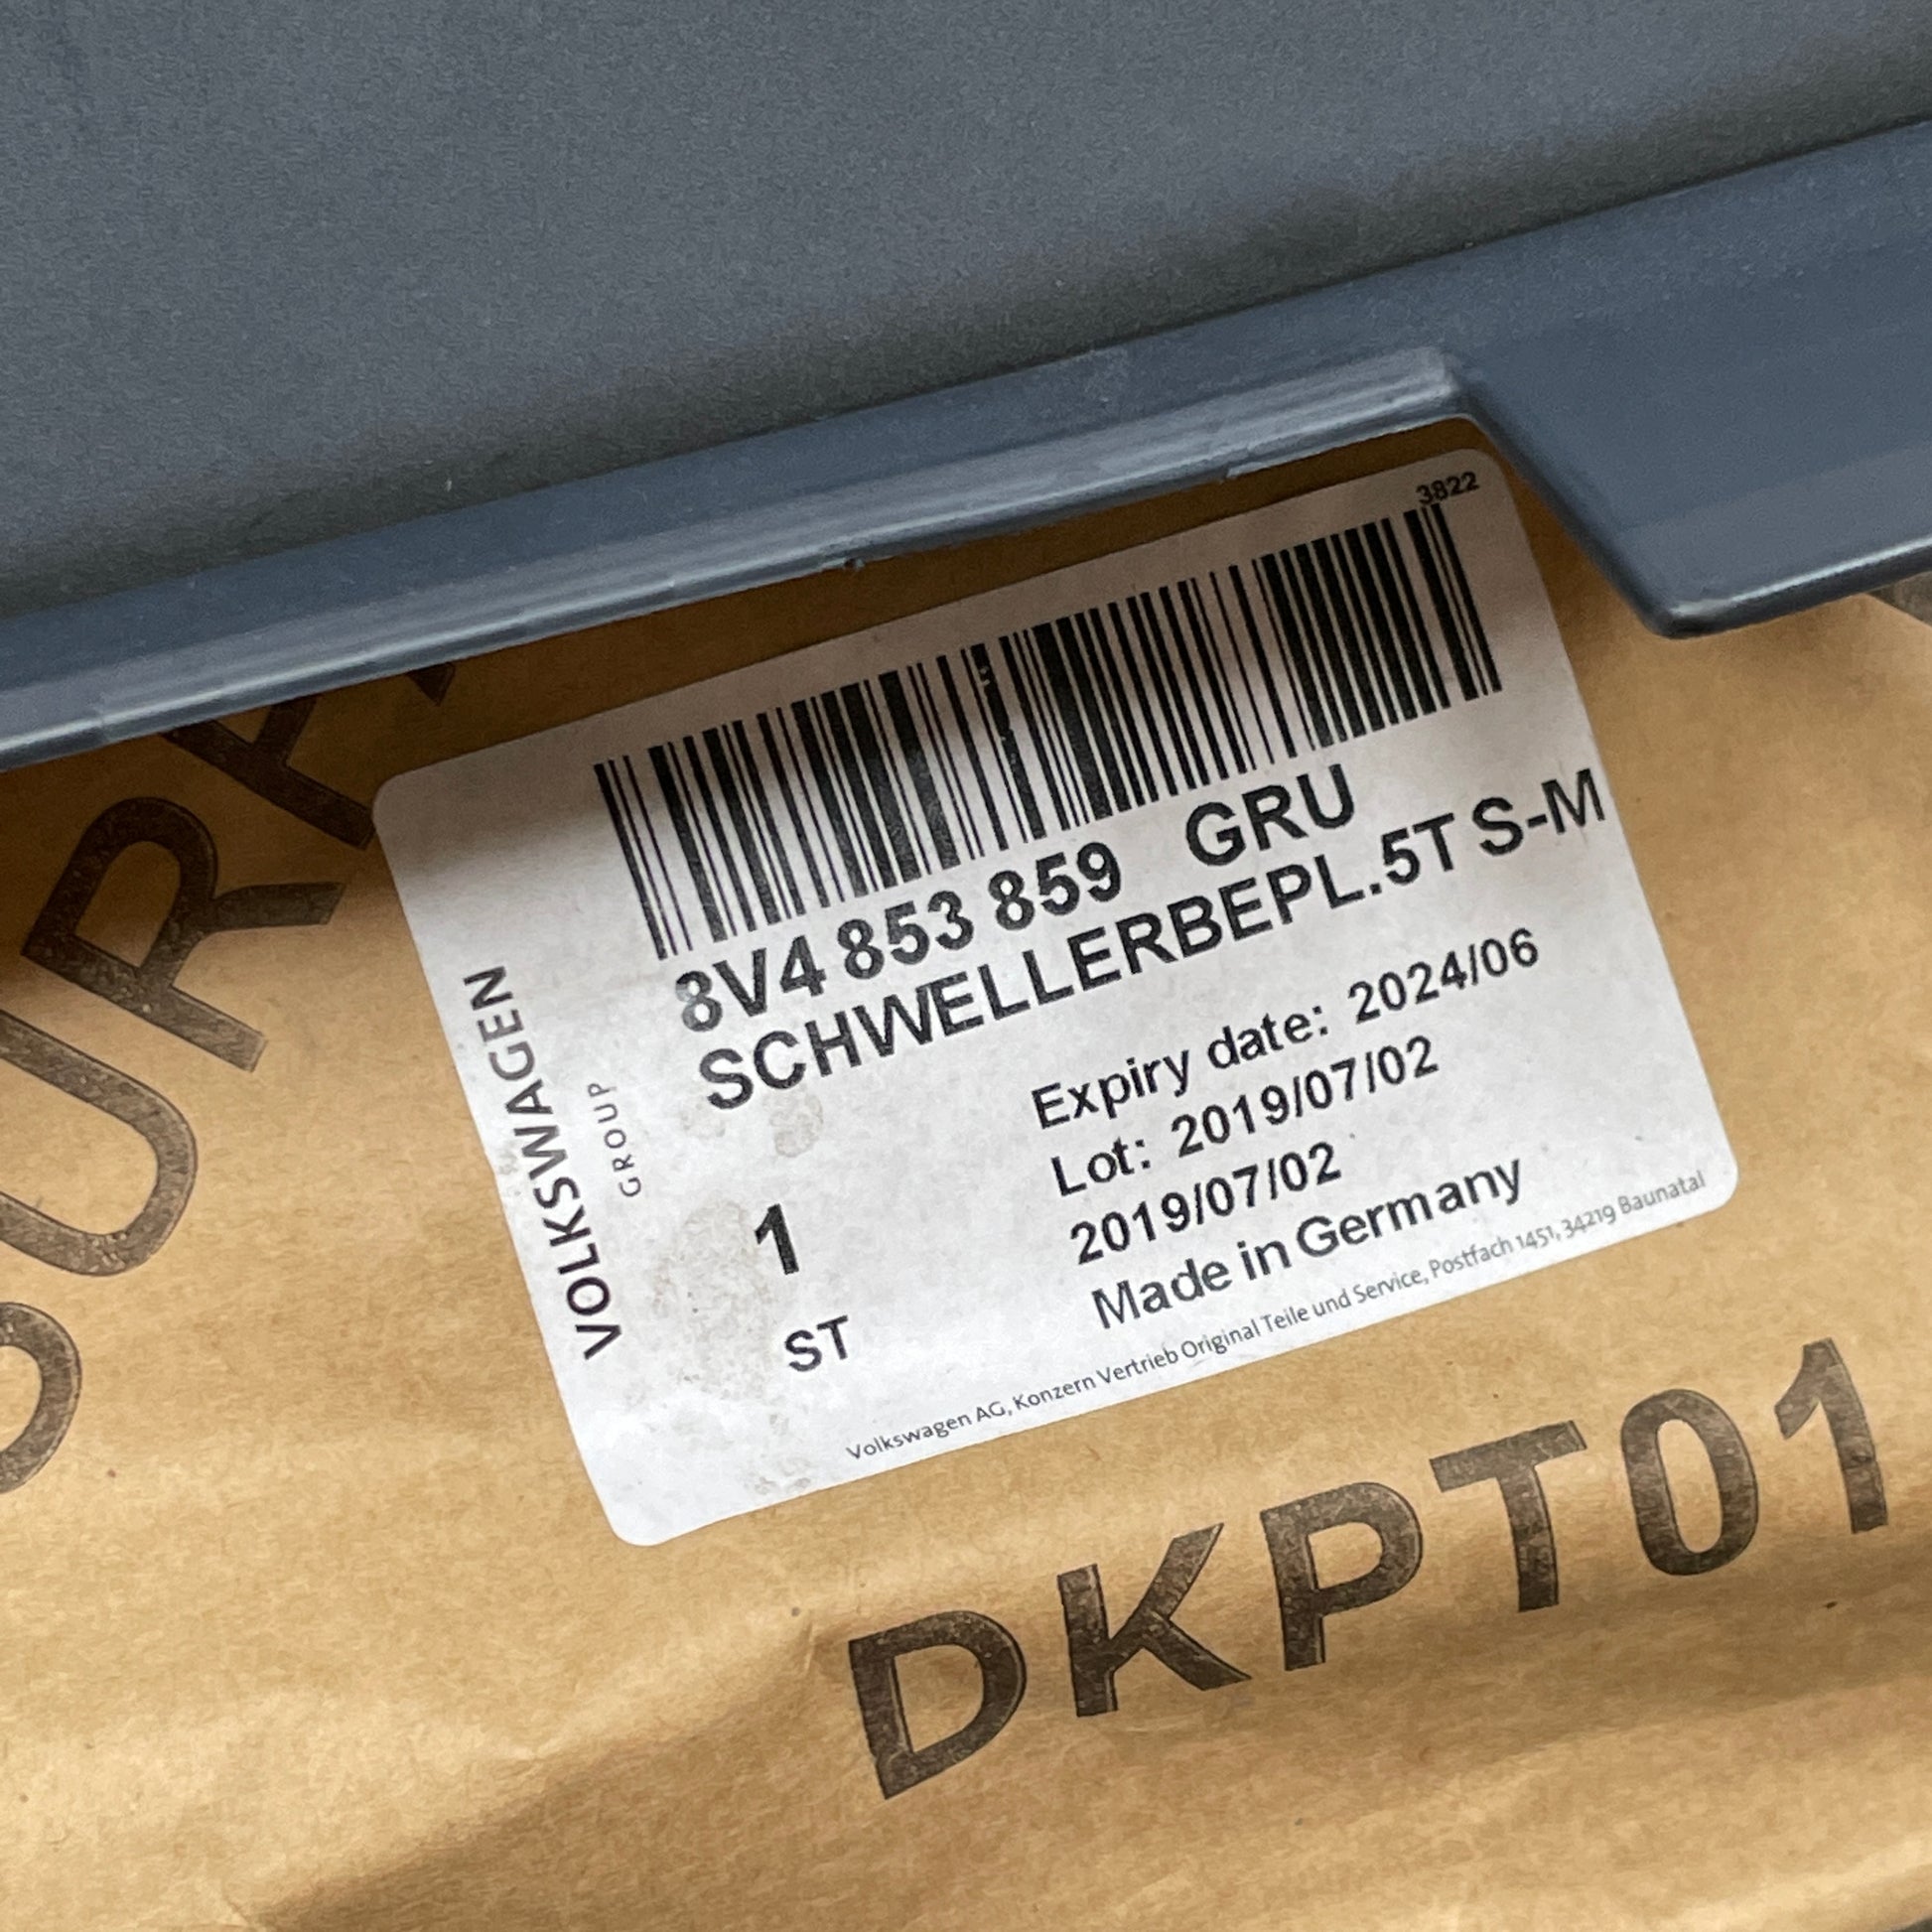 3822
8V4 853 859 GRU
SCHWELLERBEPL.5T S-M
Expiry date: 2024/06
Lot: 2019/07/02
2019/07/02
Made in Germany
1
ST
VOLKSWAGEN
GROUP
Volkswagen AG, Konzern Vertrieb Original Teile und Service, Postfach 1451, 34219 Baunatal
DKPT01